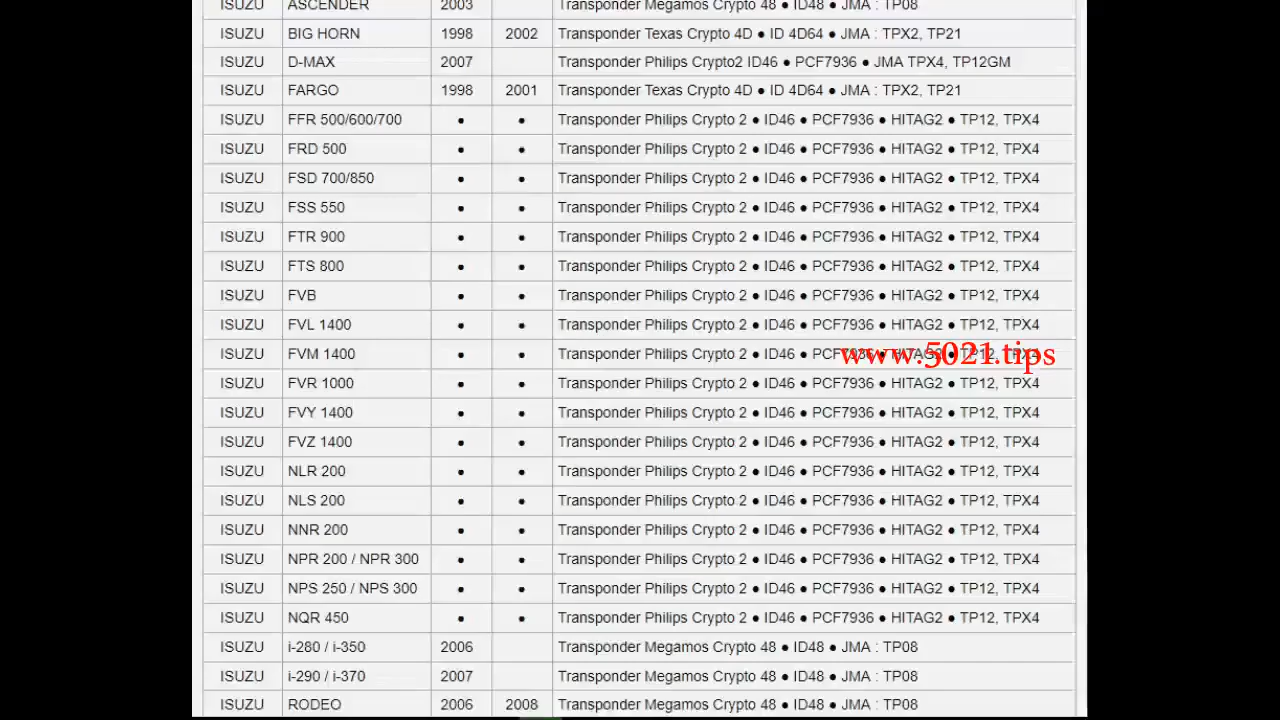 ISUZU ASCENDER 2003 Transponder Megamos Crypto 48 ● ID48 ● JMA : TP08
ISUZU BIG HORN 1998 2002 Transponder Texas Crypto 4D ● ID 4D64 ● JMA : TPX2, TP21
ISUZU D-MAX 2007 Transponder Philips Crypto2 ID46 ● PCF7936 ● JMA TPX4, TP12GM
ISUZU FARGO 1998 2001 Transponder Texas Crypto 4D ● ID 4D64 ● JMA : TPX2, TP21
ISUZU FFR 500/600/700 • • Transponder Philips Crypto 2 ● ID46 ● PCF7936 ● HITAG2 ● TP12, TPX4
ISUZU FRD 500 • • Transponder Philips Crypto 2 ● ID46 ● PCF7936 ● HITAG2 ● TP12, TPX4
ISUZU FSD 700/850 • • Transponder Philips Crypto 2 ● ID46 ● PCF7936 ● HITAG2 ● TP12, TPX4
ISUZU FSS 550 • • Transponder Philips Crypto 2 ● ID46 ● PCF7936 ● HITAG2 ● TP12, TPX4
ISUZU FTR 900 • • Transponder Philips Crypto 2 ● ID46 ● PCF7936 ● HITAG2 ● TP12, TPX4
ISUZU FTS 800 • • Transponder Philips Crypto 2 ● ID46 ● PCF7936 ● HITAG2 ● TP12, TPX4
ISUZU FVB • • Transponder Philips Crypto 2 ● ID46 ● PCF7936 ● HITAG2 ● TP12, TPX4
ISUZU FVL 1400 • • Transponder Philips Crypto 2 ● ID46 ● PCF7936 ● HITAG2 ● TP12, TPX4
ISUZU FVM 1400 • • Transponder Philips Crypto 2 ● ID46 ● PCF7936 ● HITAG2 ● TP12, TPX4
www.5021.tips
ISUZU FVR 1000 • • Transponder Philips Crypto 2 ● ID46 ● PCF7936 ● HITAG2 ● TP12, TPX4
ISUZU FVY 1400 • • Transponder Philips Crypto 2 ● ID46 ● PCF7936 ● HITAG2 ● TP12, TPX4
ISUZU FVZ 1400 • • Transponder Philips Crypto 2 ● ID46 ● PCF7936 ● HITAG2 ● TP12, TPX4
ISUZU NLR 200 • • Transponder Philips Crypto 2 ● ID46 ● PCF7936 ● HITAG2 ● TP12, TPX4
ISUZU NLS 200 • • Transponder Philips Crypto 2 ● ID46 ● PCF7936 ● HITAG2 ● TP12, TPX4
ISUZU NNR 200 • • Transponder Philips Crypto 2 ● ID46 ● PCF7936 ● HITAG2 ● TP12, TPX4
ISUZU NPR 200 / NPR 300 • • Transponder Philips Crypto 2 ● ID46 ● PCF7936 ● HITAG2 ● TP12, TPX4
ISUZU NPS 250 / NPS 300 • • Transponder Philips Crypto 2 ● ID46 ● PCF7936 ● HITAG2 ● TP12, TPX4
ISUZU NQR 450 • • Transponder Philips Crypto 2 ● ID46 ● PCF7936 ● HITAG2 ● TP12, TPX4
ISUZU i-280 / i-350 2006 Transponder Megamos Crypto 48 ● ID48 ● JMA : TP08
ISUZU i-290 / i-370 2007 Transponder Megamos Crypto 48 ● ID48 ● JMA : TP08
ISUZU RODEO 2006 2008 Transponder Megamos Crypto 48 ● ID48 ● JMA : TP08